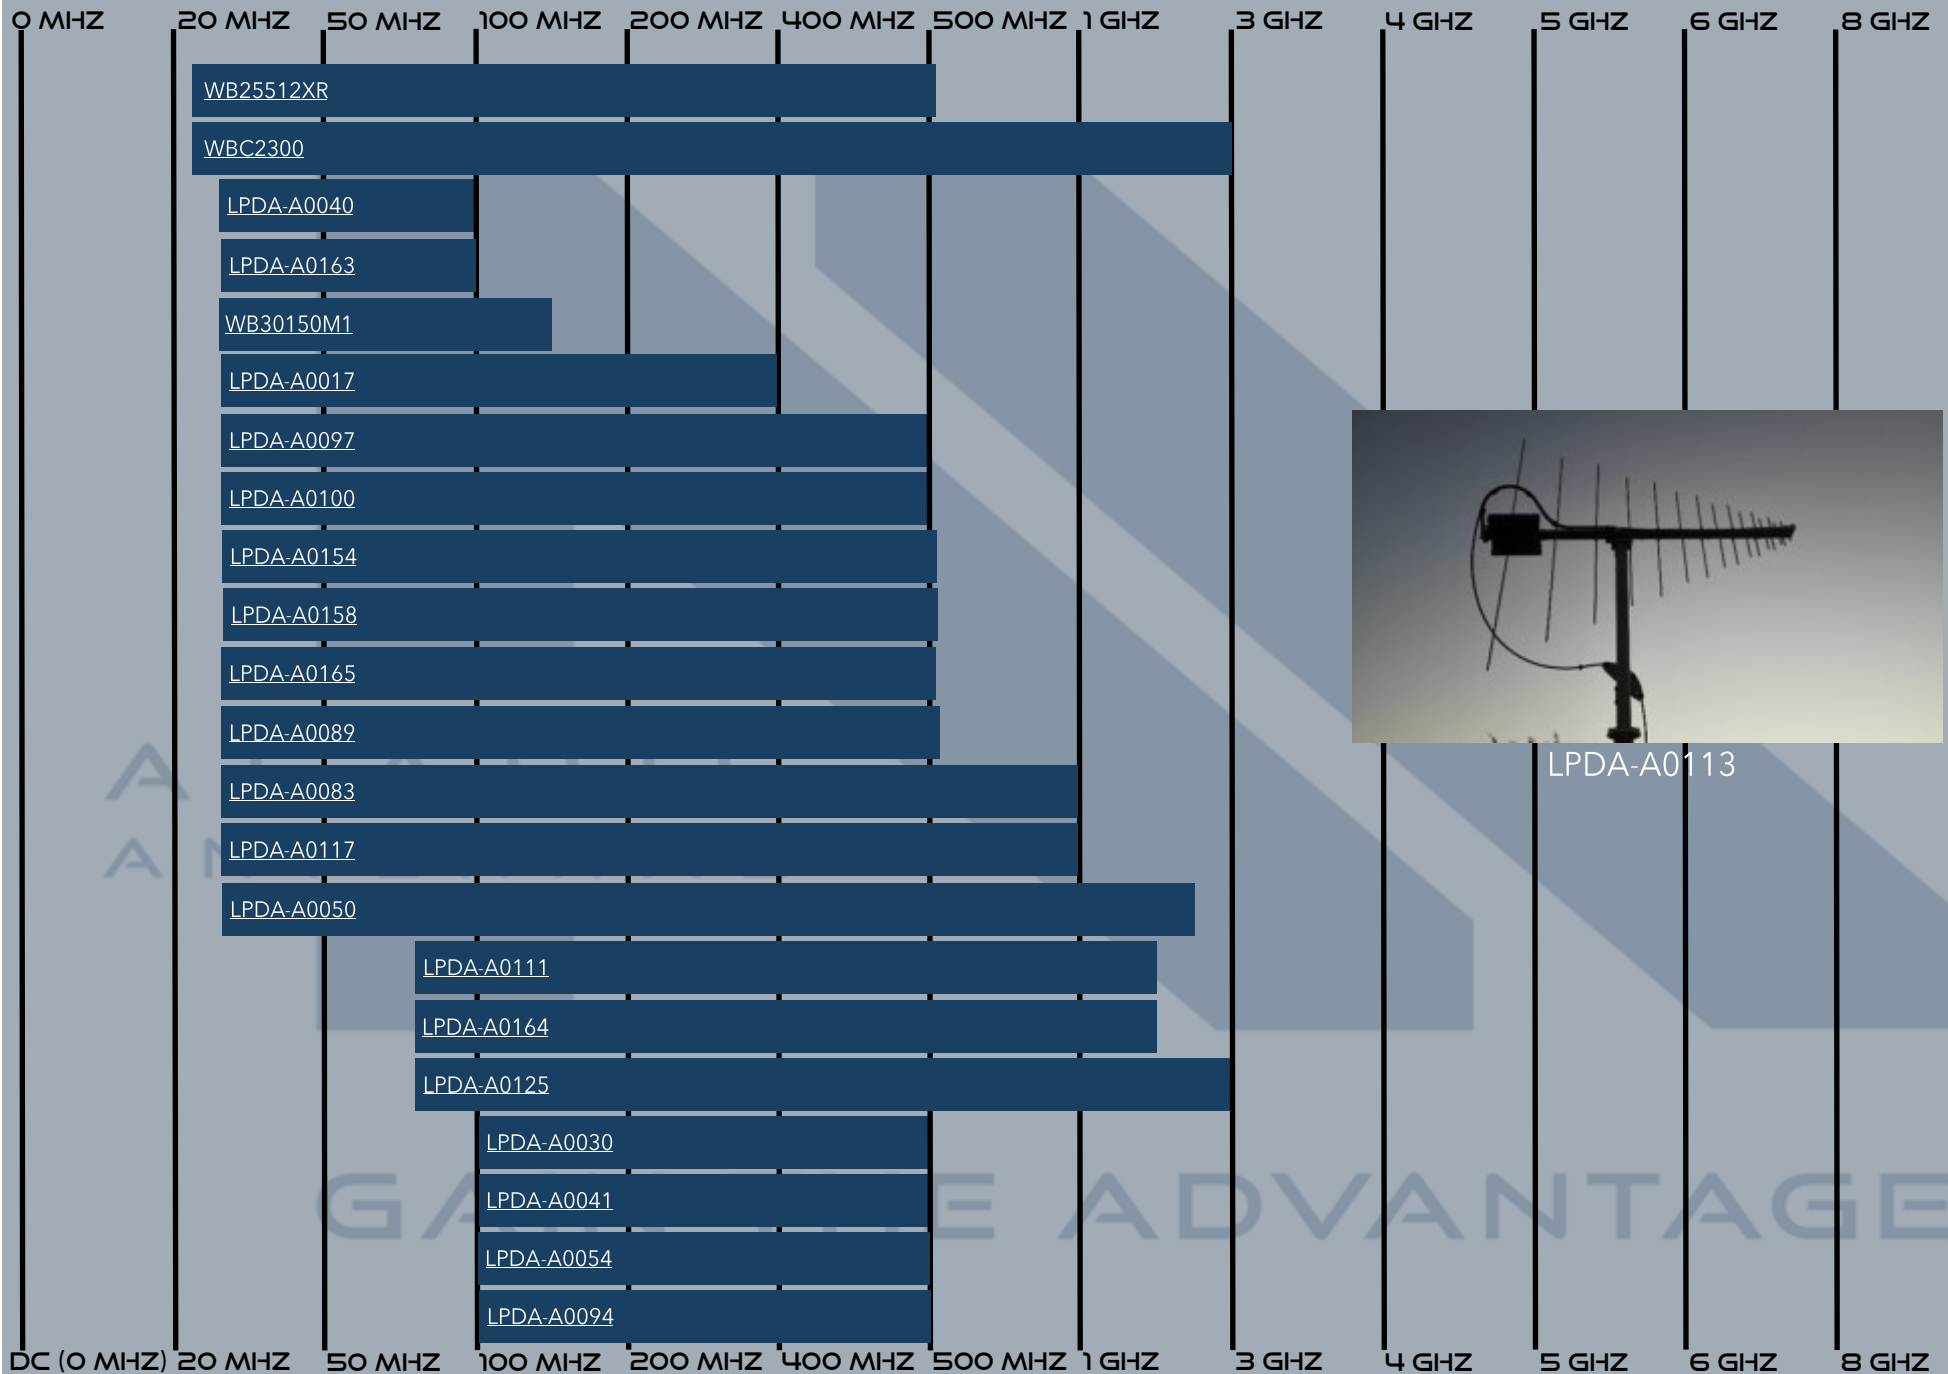 0 MHZ 20 MHZ 50 MHZ 100 MHZ 200 MHZ 400 MHZ 500 MHZ 1 GHZ 3 GHZ 4 GHZ 5 GHZ 6 GHZ 8 GHZ
WB25512XR
WBC2300
LPDA-A0040
LPDA-A0163
WB30150M1
LPDA-A0017
LPDA-A0097
LPDA-A0100
LPDA-A0154
LPDA-A0158
LPDA-A0165
LPDA-A0089
LPDA-A0113
LPDA-A0083
LPDA-A0117
LPDA-A0050
LPDA-A0111
LPDA-A0164
LPDA-A0125
LPDA-A0030
LPDA-A0041
GAIN THE ADVANTAGE
LPDA-A0054
LPDA-A0094
DC (0 MHZ) 20 MHZ 50 MHZ 100 MHZ 200 MHZ 400 MHZ 500 MHZ 1 GHZ 3 GHZ 4 GHZ 5 GHZ 6 GHZ 8 GHZ